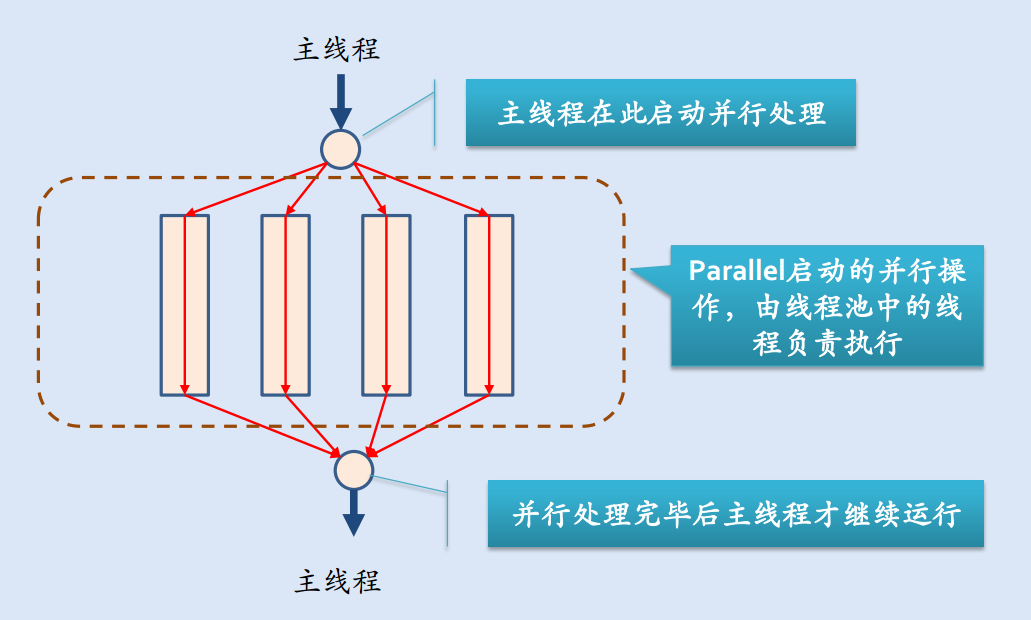 主线程
主线程在此启动并行处理
Parallel启动的并行操
作，由线程池中的线
程负责执行
并行处理完毕后主线程才继续运行
主线程